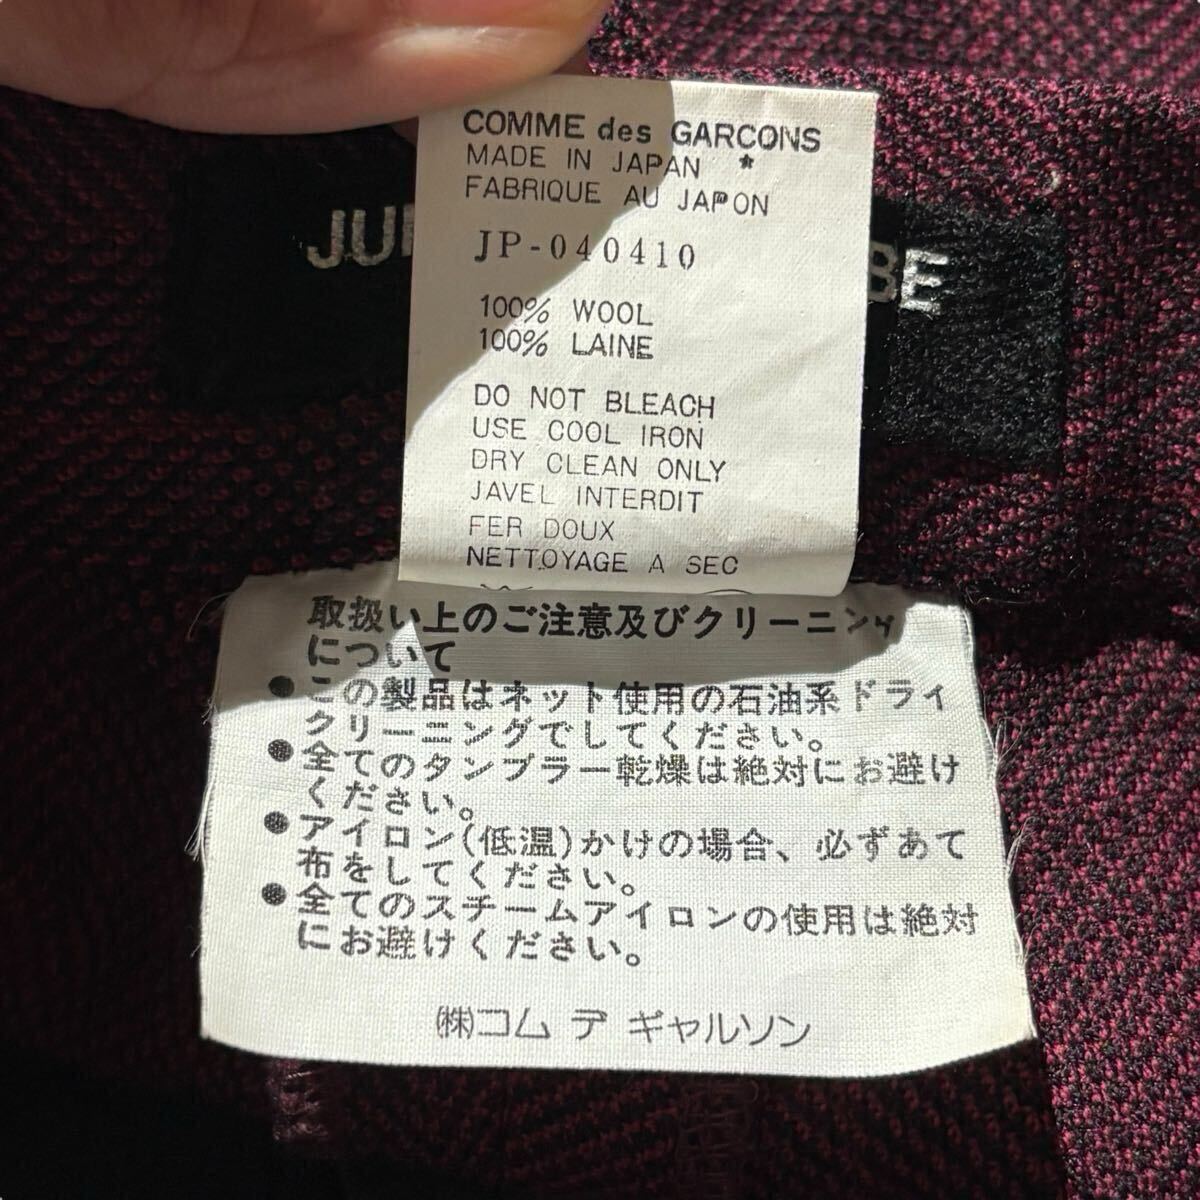 COMME des GARCONS
MADE IN JAPAN *
FABRIQUE AU JAPON
JP-040410
100% WOOL
100% LAINE
DO NOT BLEACH
USE COOL IRON
DRY CLEAN ONLY
JAVEL INTERDIT
FER DOUX
NETTOYAGE A SEC
取扱い上のご注意及びクリーニング
について
●この製品はネット使用の石油系ドライ
クリーニングでしてください。
●全てのタンブラー乾燥は絶対にお避け
ください。
●アイロン(低温)かけの場合、必ずあて
布をしてください。
●全てのスチームアイロンの使用は絶対
にお避けください。
㈱コム デ ギャルソン